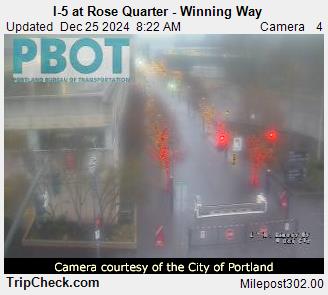 I-5 at Rose Quarter - Winning Way
Updated Dec 25 2024 8:22 AM Camera 4
PBOT
PORTLAND BUREAU OF TRANSPORTATION
Camera courtesy of the City of Portland
TripCheck.com Milepost302.00